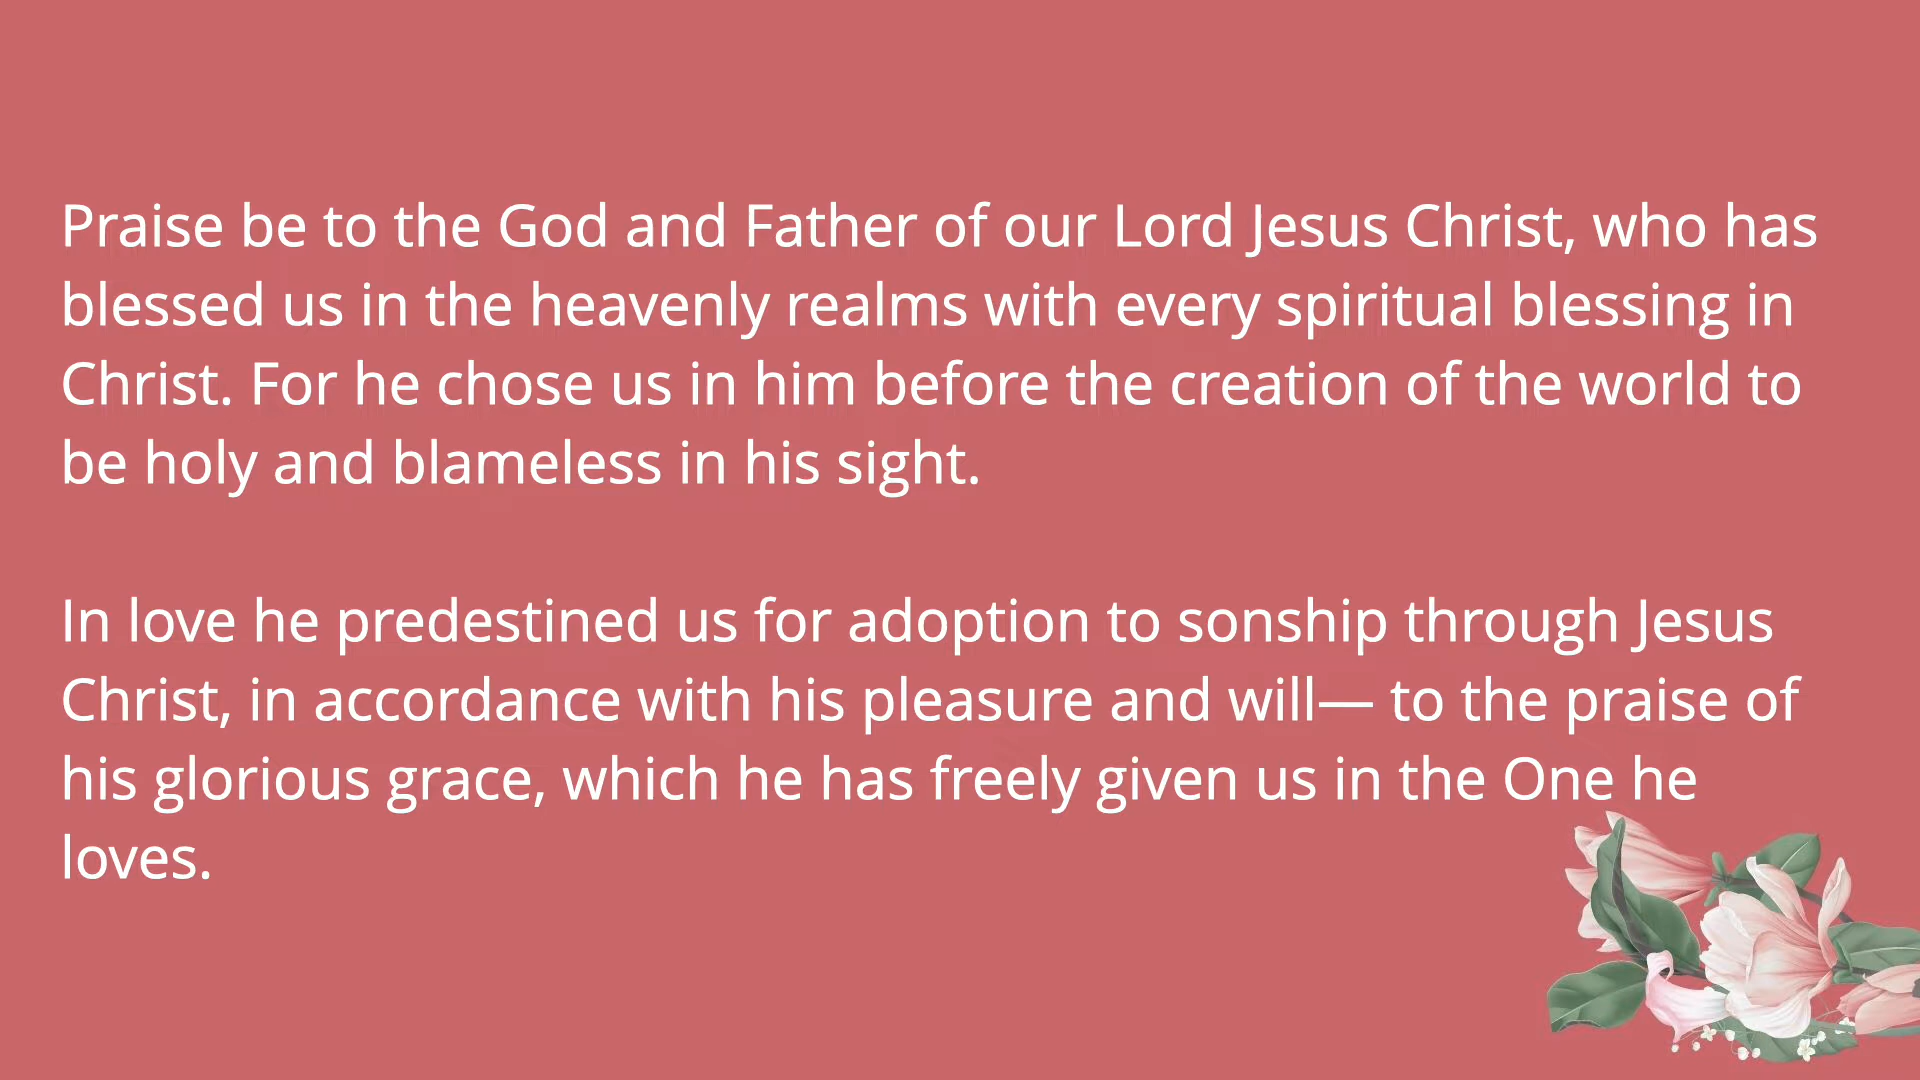 Praise be to the God and Father of our Lord Jesus Christ, who has
blessed us in the heavenly realms with every spiritual blessing in
Christ. For he chose us in him before the creation of the world to
be holy and blameless in his sight.
In love he predestined us for adoption to sonship through Jesus
Christ, in accordance with his pleasure and will— to the praise of
his glorious grace, which he has freely given us in the One he
loves.